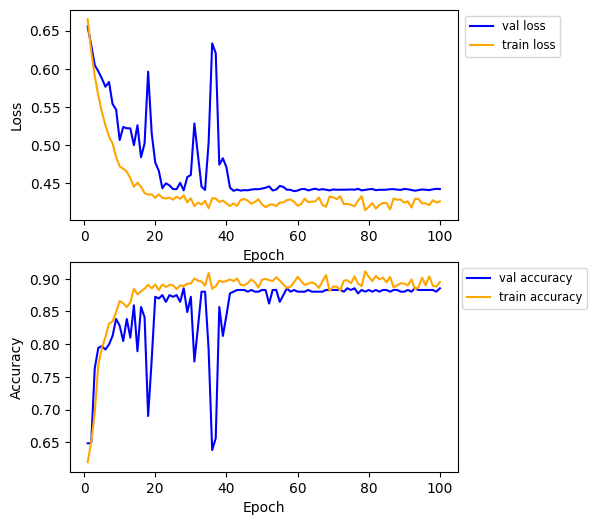 0.65
0.60
0.55
0.50
0.45
Loss
0 20 40 60 80 100
Epoch
val loss
train loss
0.90
0.85
0.80
0.75
0.70
0.65
Accuracy
0 20 40 60 80 100
Epoch
val accuracy
train accuracy